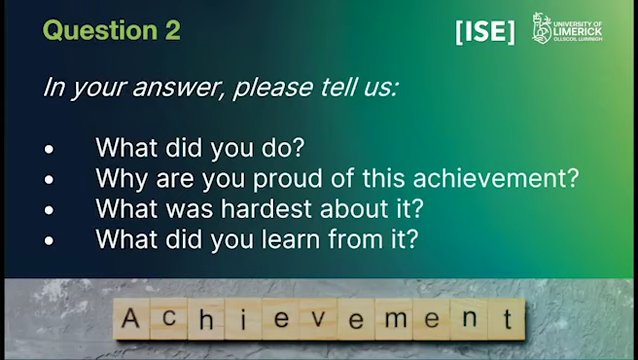 Question 2
[ISE]
UNIVERSITY OF
LIMERICK
OLLSCOIL LUIMNIGH
In your answer, please tell us:
• What did you do?
• Why are you proud of this achievement?
• What was hardest about it?
• What did you learn from it?
Achievement